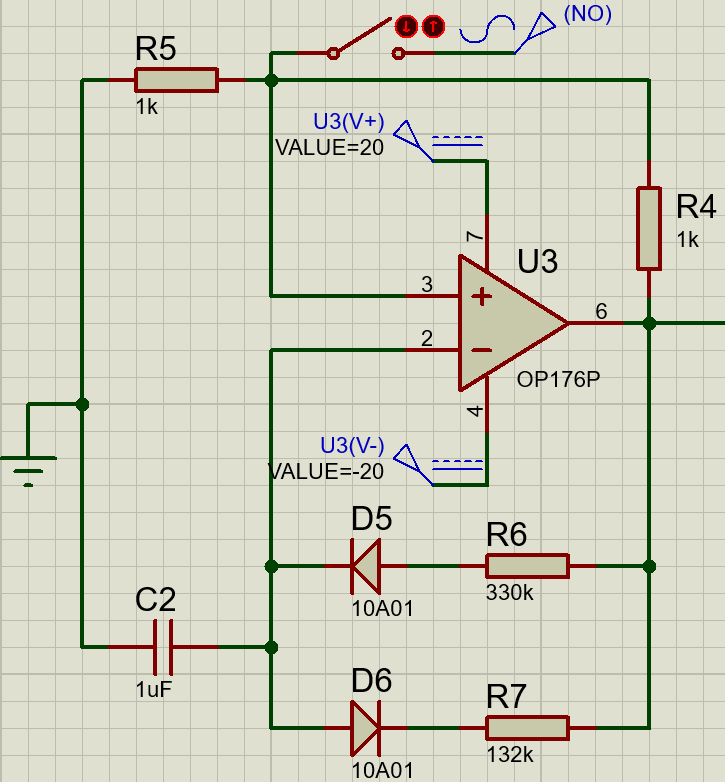 (NO)
R5
1k
U3(V+)
VALUE=20
R4
1k
7
U3
3
6
2
OP176P
4
U3(V-)
VALUE=-20
D5
R6
10A01
330k
C2
1uF
D6
R7
10A01
132k